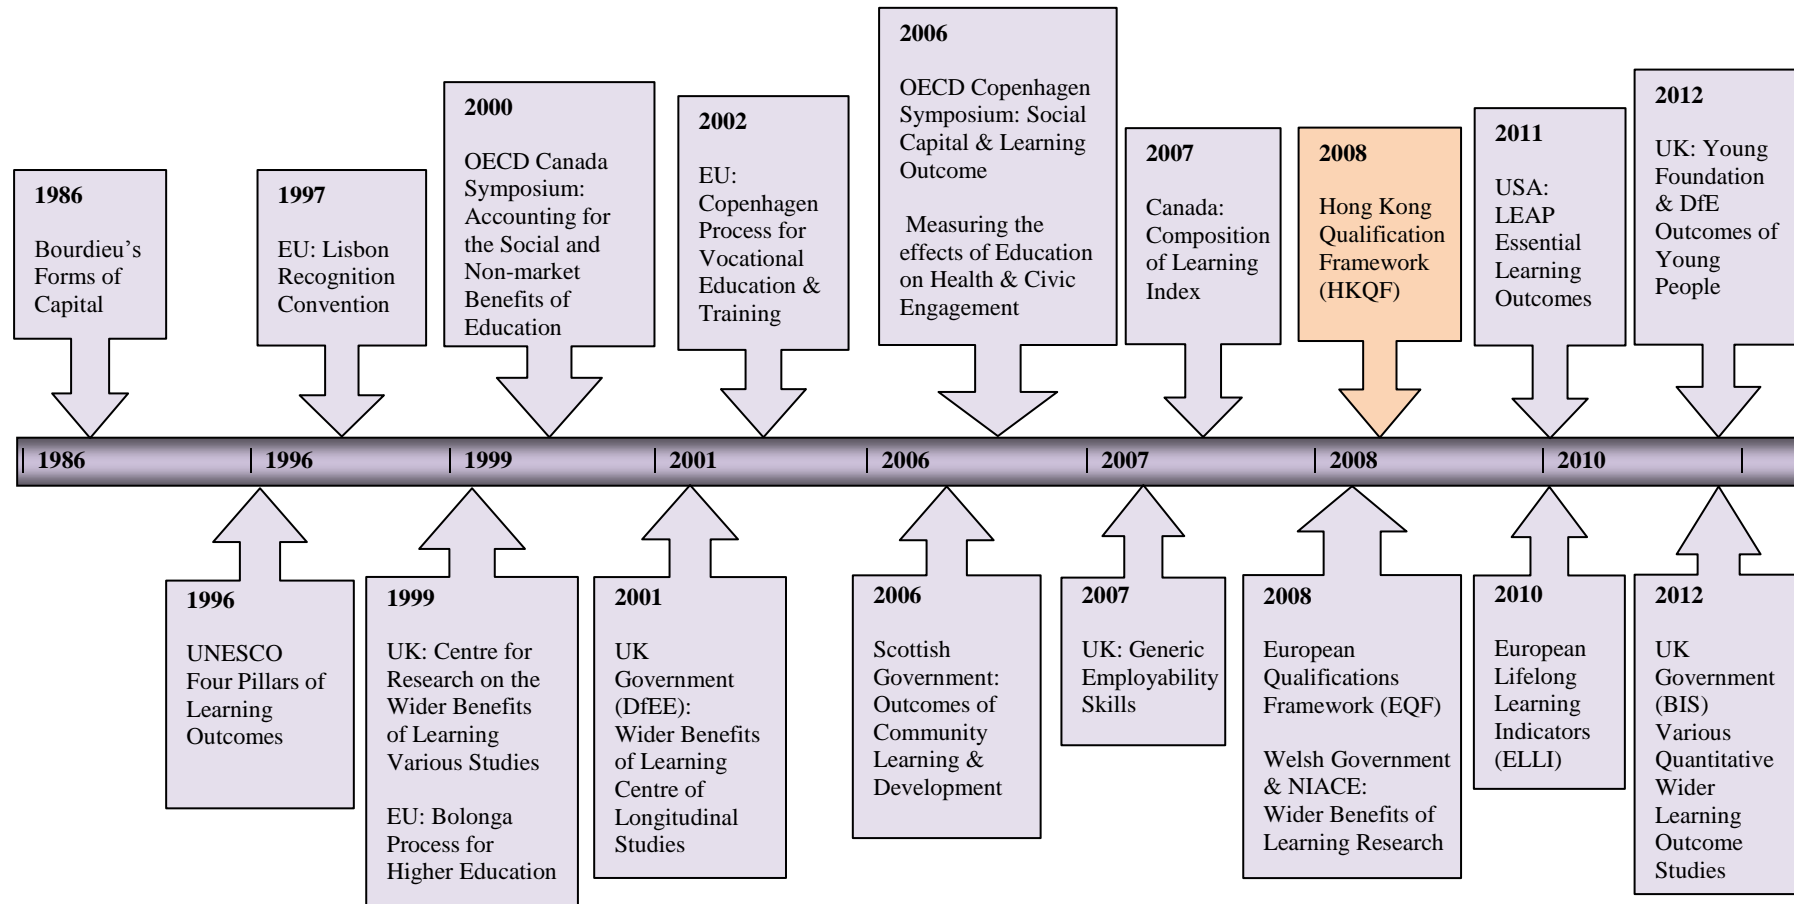 1986
Bourdieu’s
Forms of
Capital
1997
EU: Lisbon
Recognition
Convention
2000
OECD Canada
Symposium:
Accounting for
the Social and
Non-market
Benefits of
Education
2002
EU:
Copenhagen
Process for
Vocational
Education &
Training
2006
OECD Copenhagen
Symposium: Social
Capital & Learning
Outcome
Measuring the
effects of Education
on Health & Civic
Engagement
2007
Canada:
Composition
of Learning
Index
2008
Hong Kong
Qualification
Framework
(HKQF)
2011
USA:
LEAP
Essential
Learning
Outcomes
2012
UK: Young
Foundation
& DfE
Outcomes of
Young
People
1986 1996 1999 2001 2006 2007 2008 2010
1996
UNESCO
Four Pillars of
Learning
Outcomes
1999
UK: Centre for
Research on the
Wider Benefits
of Learning
Various Studies
EU: Bolonga
Process for
Higher Education
2001
UK
Government
(DfEE):
Wider Benefits
of Learning
Centre of
Longitudinal
Studies
2006
Scottish
Government:
Outcomes of
Community
Learning &
Development
2007
UK: Generic
Employability
Skills
2008
European
Qualifications
Framework (EQF)
Welsh Government
& NIACE:
Wider Benefits of
Learning Research
2010
European
Lifelong
Learning
Indicators
(ELLI)
2012
UK
Government
(BIS)
Various
Quantitative
Wider
Learning
Outcome
Studies